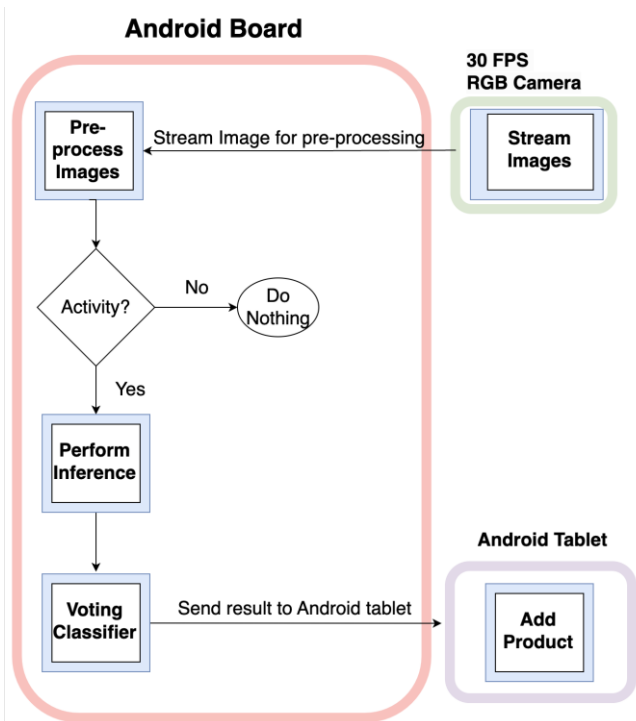 Android Board
30 FPS
RGB Camera
Pre-
process
Images
Stream Image for pre-processing
Stream
Images
Activity?
No
Do
Nothing
Yes
Perform
Inference
Android Tablet
Voting
Classifier
Send result to Android tablet
Add
Product